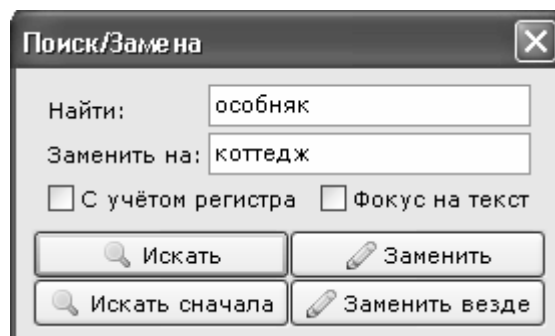 Поиск/Замена
Найти: особняк
Заменить на: коттедж
С учётом регистра Фокус на текст
Искать Заменить
Искать сначала Заменить везде